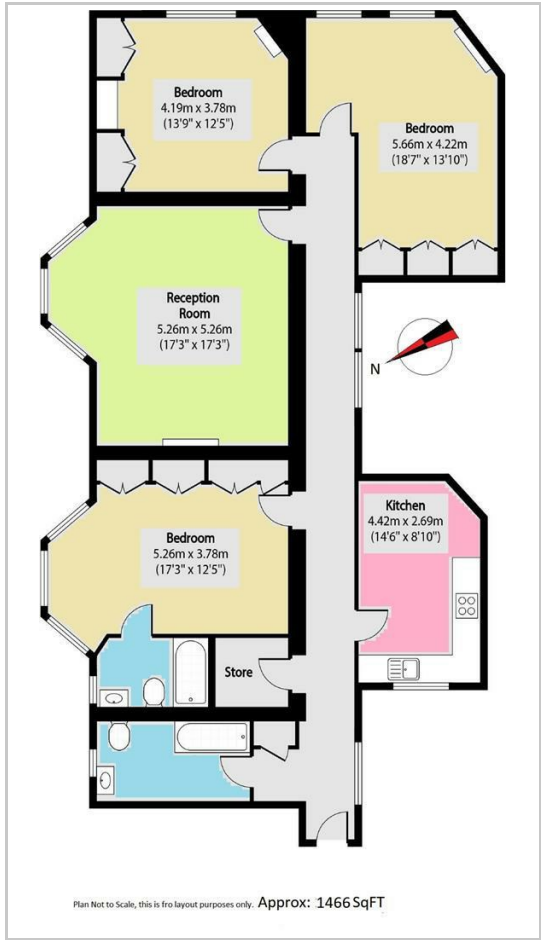 Bedroom
4.19m x 3.78m
(13'9" x 12'5")
Bedroom
5.66m x 4.22m
(18'7" x 13'10")
Reception
Room
5.26m x 5.26m
(17'3" x 17'3")
N
Kitchen
4.42m x 2.69m
(14'6" x 8'10")
Bedroom
5.26m x 3.78m
(17'3" x 12'5")
Store
Plan Not to Scale, this is fro layout purposes only. Approx: 1466 SqFT